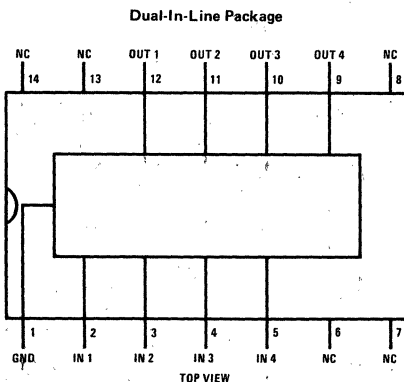 Dual-In-Line Package
NC NC OUT 1 OUT 2 OUT 3 OUT 4 NC
14 13 12 11 10 9 8
1 2 3 4 5 6 7
GND IN 1 IN 2 IN 3 IN 4 NC NC
TOP VIEW